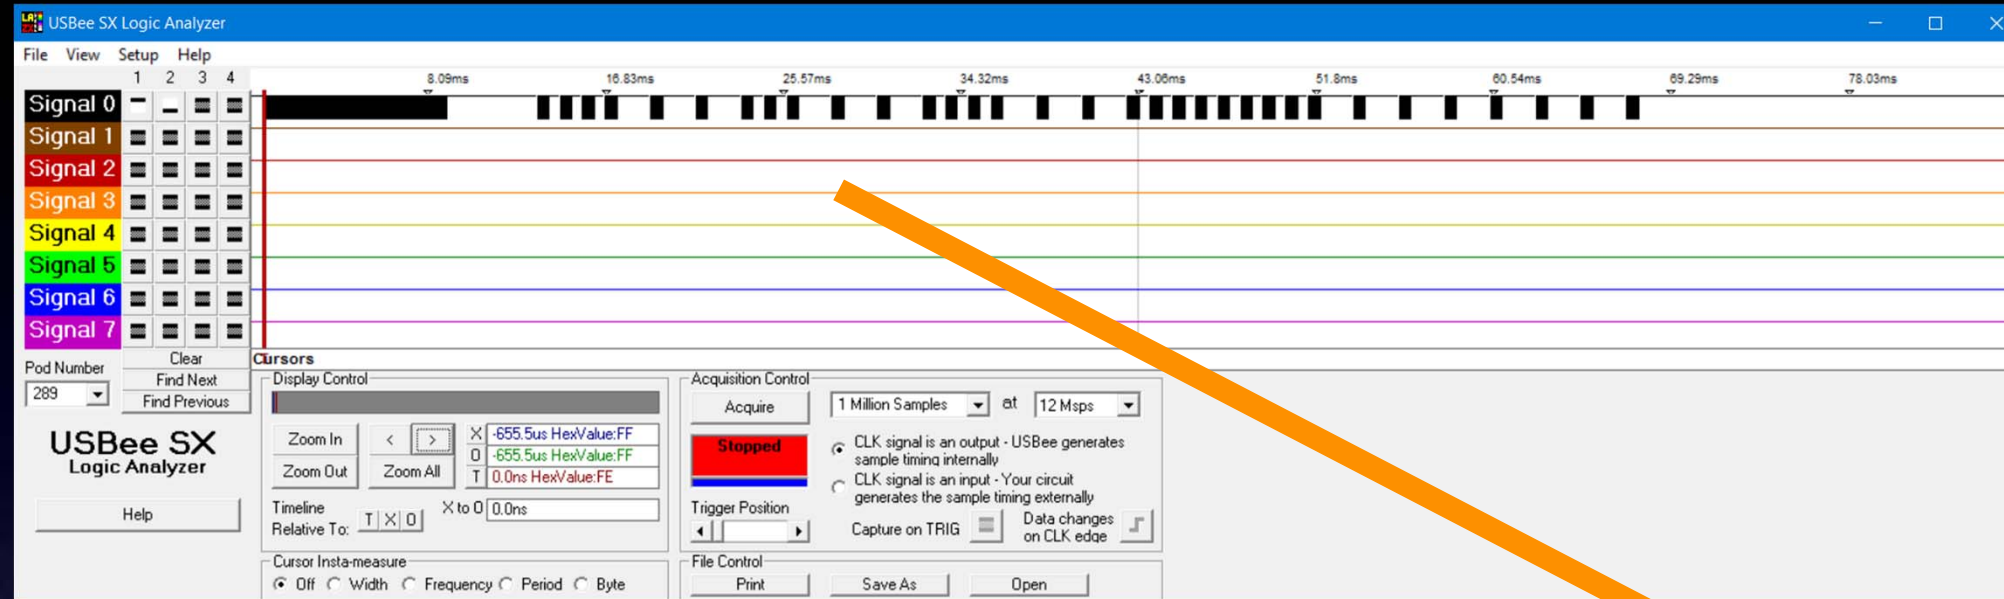 USBee SX Logic Analyzer
File View Setup Help
1 2 3 4
8.09ms 16.83ms 25.57ms 34.32ms 43.06ms 51.8ms 60.54ms 69.29ms 78.03ms
Signal 0
Signal 1
Signal 2
Signal 3
Signal 4
Signal 5
Signal 6
Signal 7
Cursors
Pod Number
289
Clear
Find Next
Find Previous
USBee SX
Logic Analyzer
Help
Display Control
Zoom In < >
Zoom Out Zoom All
X -655.5us HexValue:FF
O -655.5us HexValue:FF
T 0.0ns HexValue:FE
Timeline
Relative To: T X O
X to O 0.0ns
Cursor Insta-measure
Off Width Frequency Period Byte
Acquisition Control
Acquire 1 Million Samples at 12 Msps
Stopped
CLK signal is an output - USBee generates
sample timing internally
CLK signal is an input - Your circuit
generates the sample timing externally
Trigger Position
Capture on TRIG
Data changes
on CLK edge
File Control
Print Save As Open